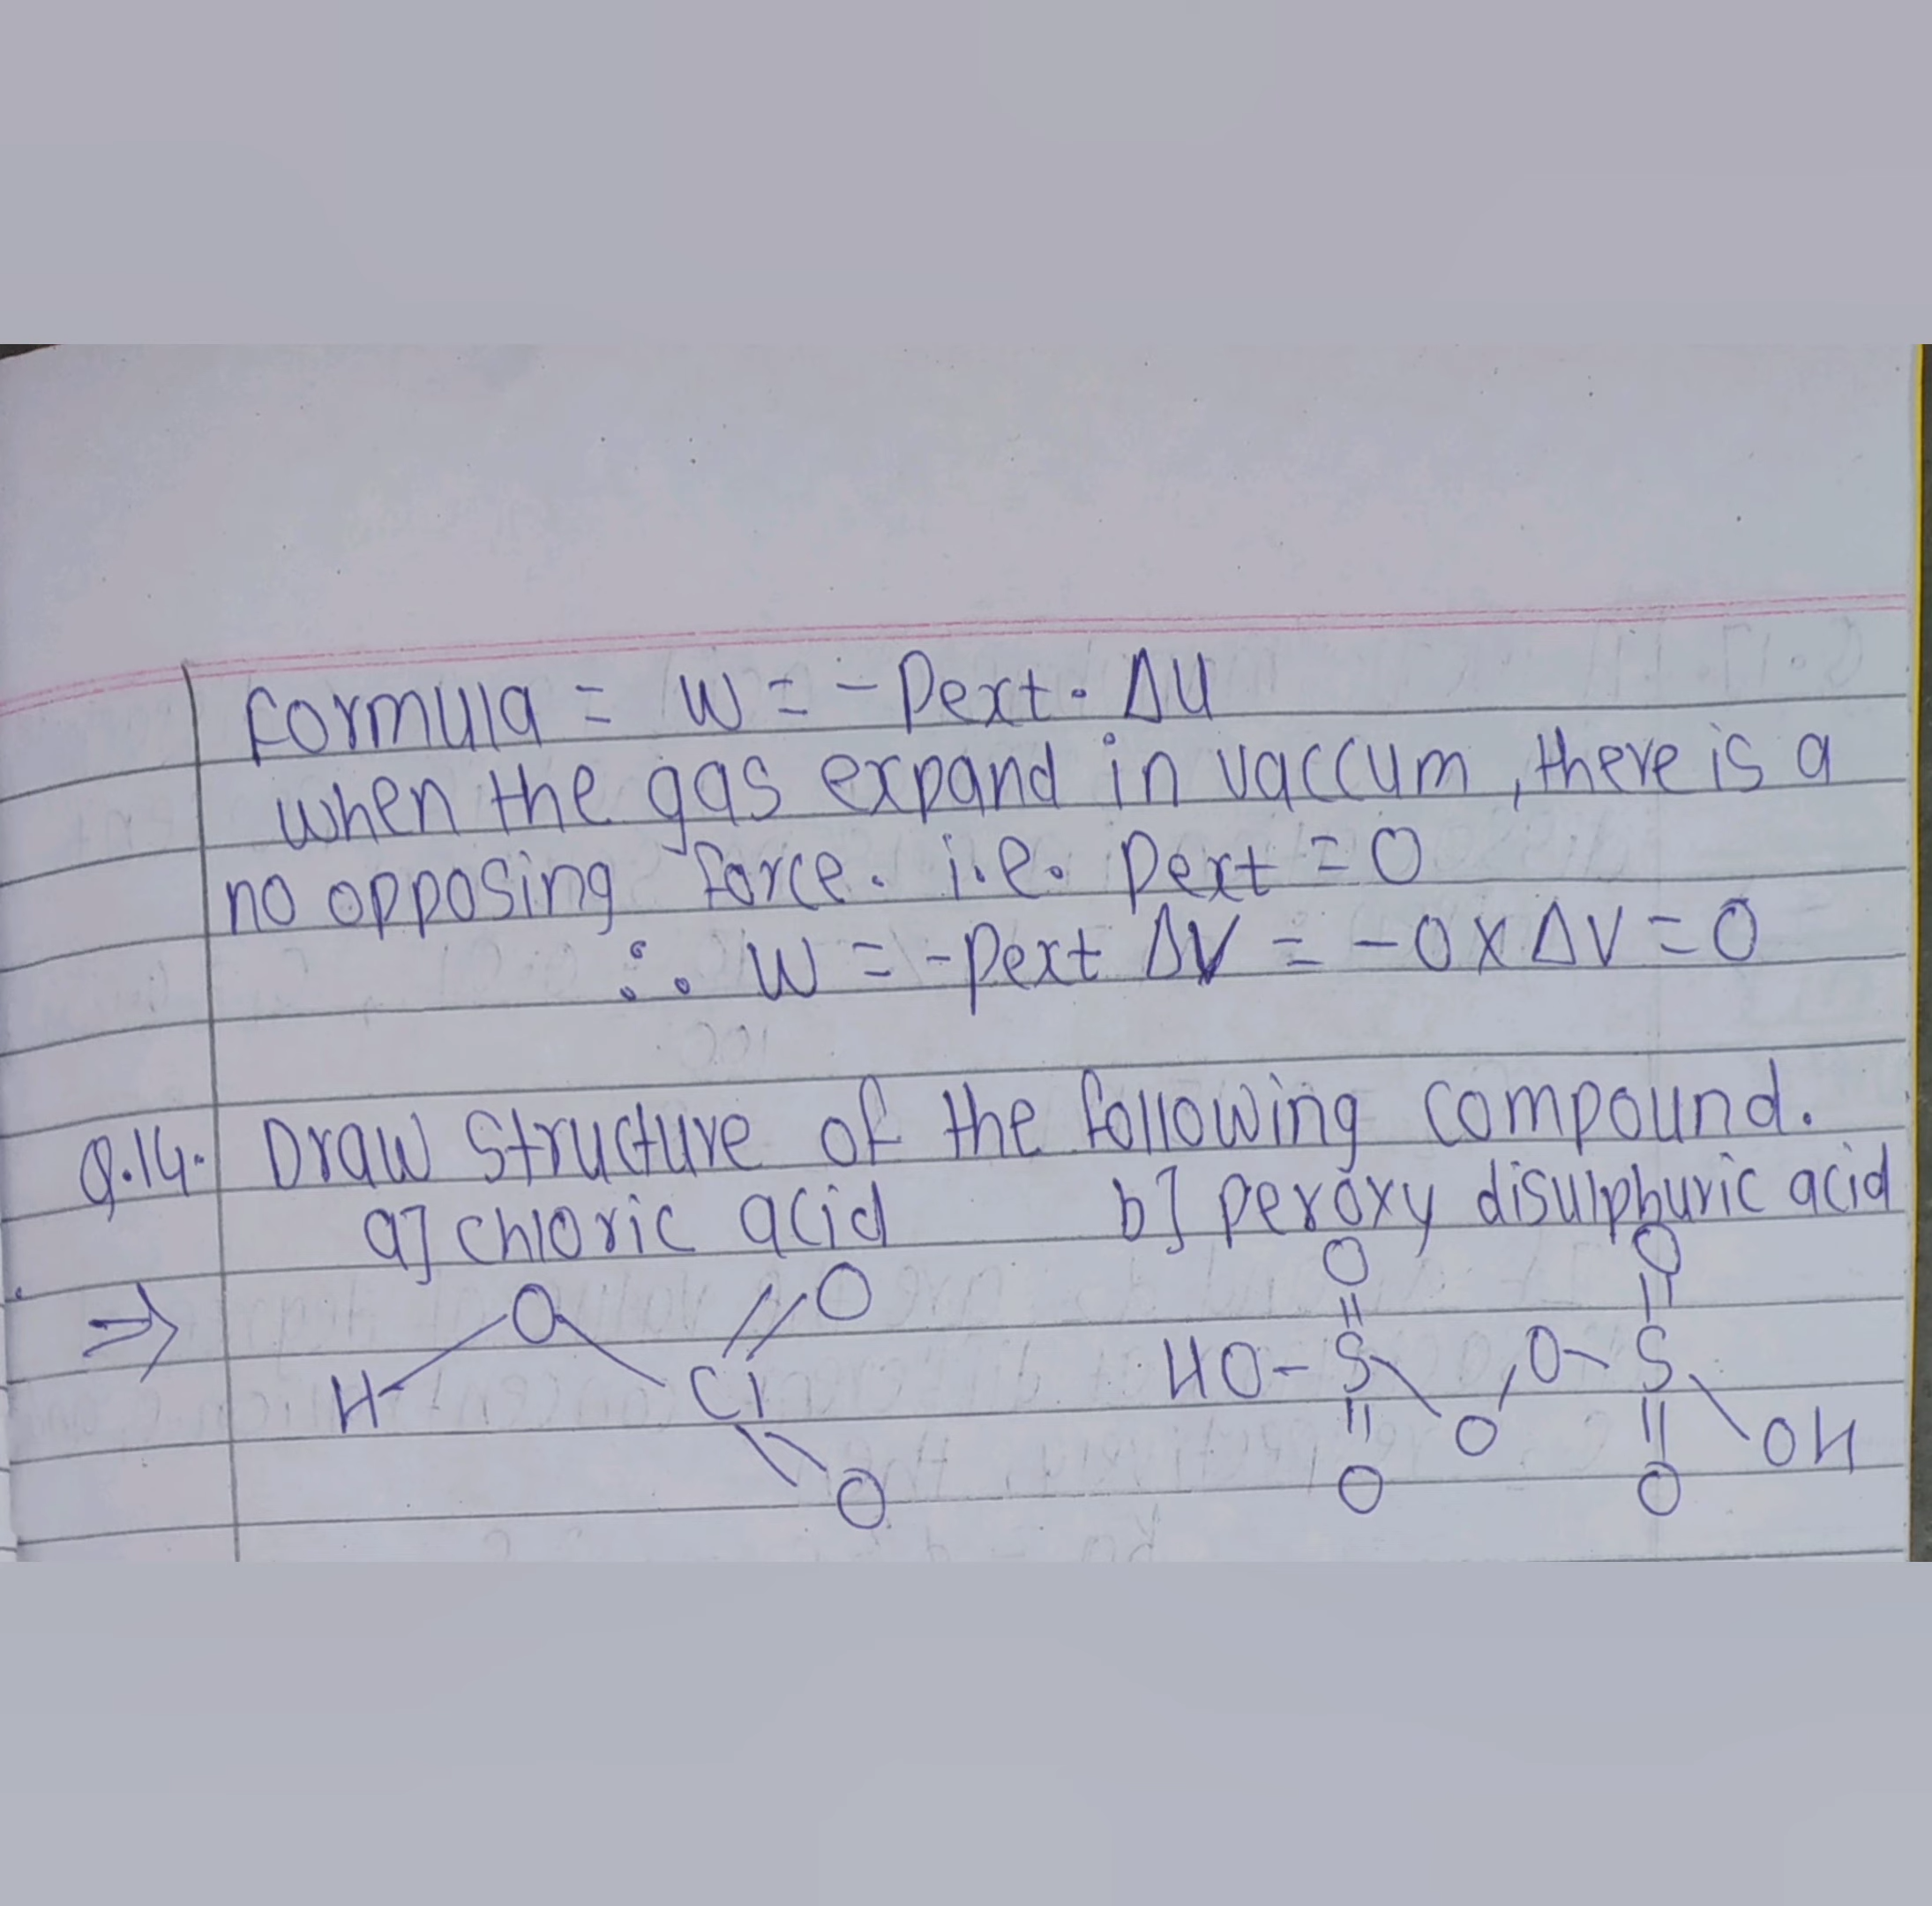 formula = W = - Pext. ΔU
when the gas expand in vaccum, there is a
no opposing force. i.e. Pext = 0
∴ W = -Pext ΔV = -0 x ΔV = 0
Q.14. Draw structure of the following compound.
a] chloric acid b] peroxy disulphuric acid
⇒ H O Cl O O
HO-S O O S OH O O O O